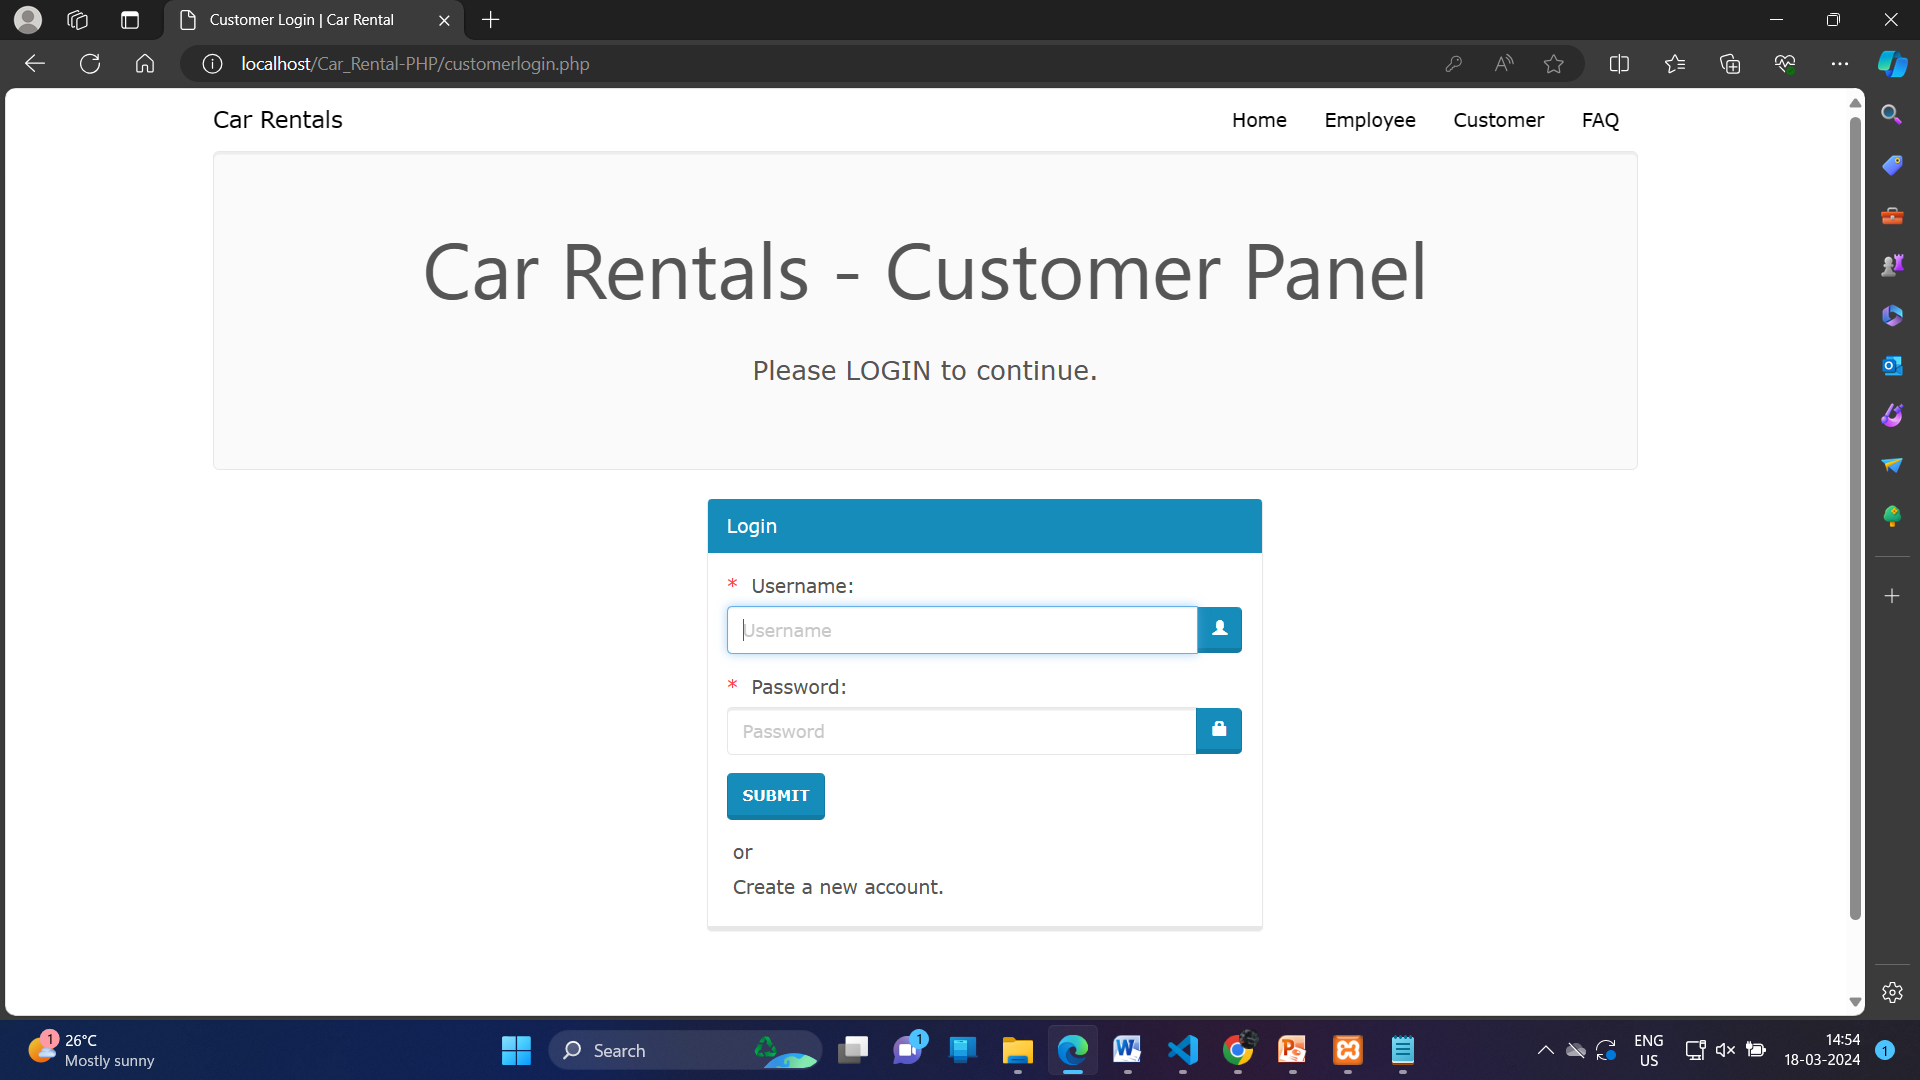 Customer Login | Car Rental
localhost/Car_Rental-PHP/customerlogin.php
Car Rentals
Home
Employee
Customer
FAQ
Car Rentals - Customer Panel
Please LOGIN to continue.
Login
* Username:
Username
* Password:
Password
SUBMIT
or
Create a new account.
1
26°C
Mostly sunny
Search
1
ENG
US
14:54
18-03-2024
1